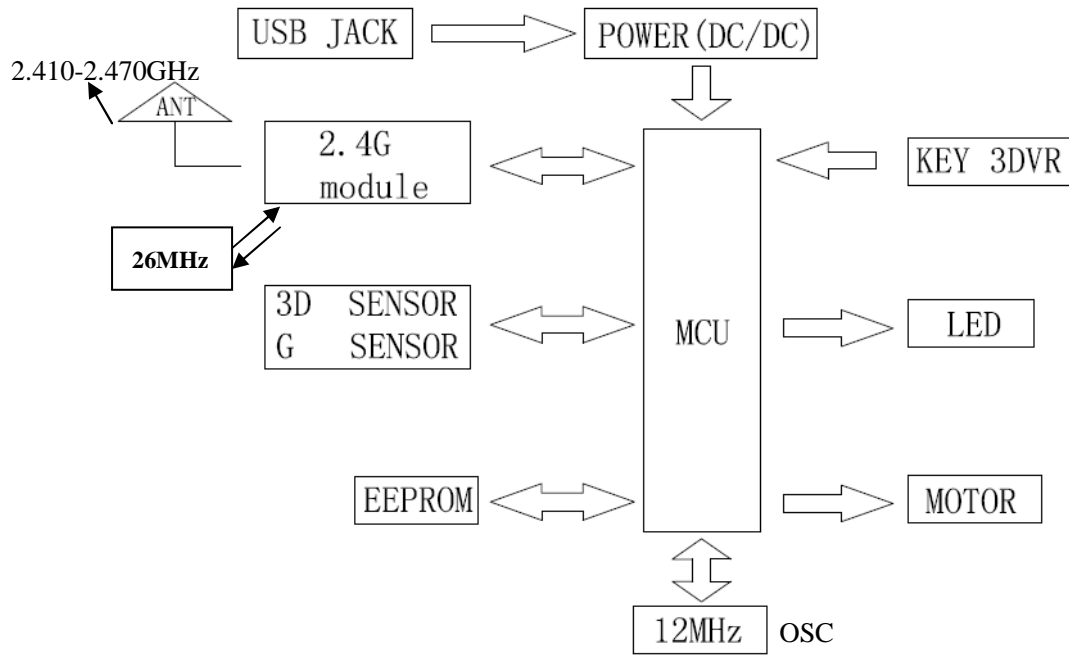 USB JACK
POWER(DC/DC)
2.410-2.470GHz
ANT
2.4G
module
KEY 3DVR
26MHz
3D SENSOR
G SENSOR
MCU
LED
EEPROM
MOTOR
12MHz OSC